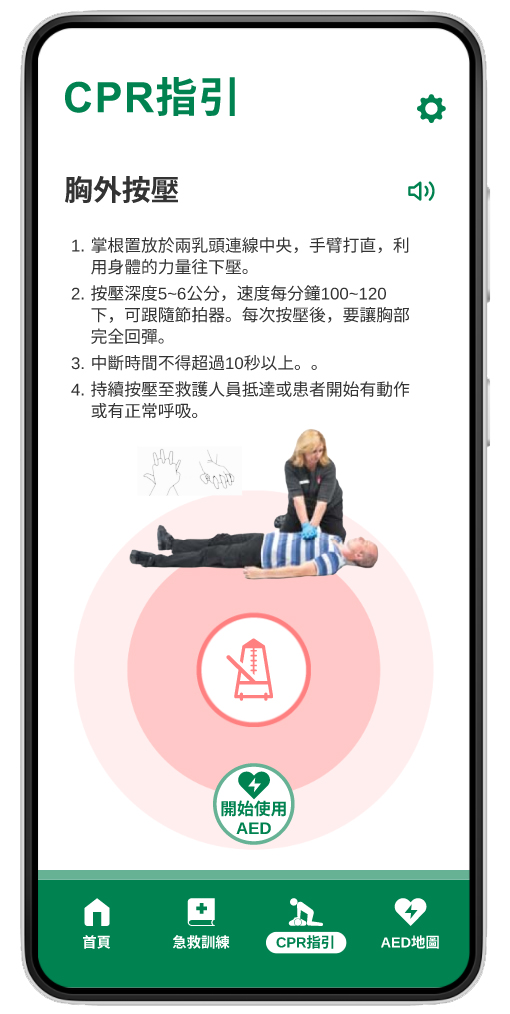 CPR指引
胸外按壓
1. 掌根置放於兩乳頭連線中央，手臂打直，利
用身體的力量往下壓。
2. 按壓深度5~6公分，速度每分鐘100~120
下，可跟隨節拍器。每次按壓後，要讓胸部
完全回彈。
3. 中斷時間不得超過10秒以上。。
4. 持續按壓至救護人員抵達或患者開始有動作
或有正常呼吸。
開始使用
AED
首頁
急救訓練
CPR指引
AED地圖